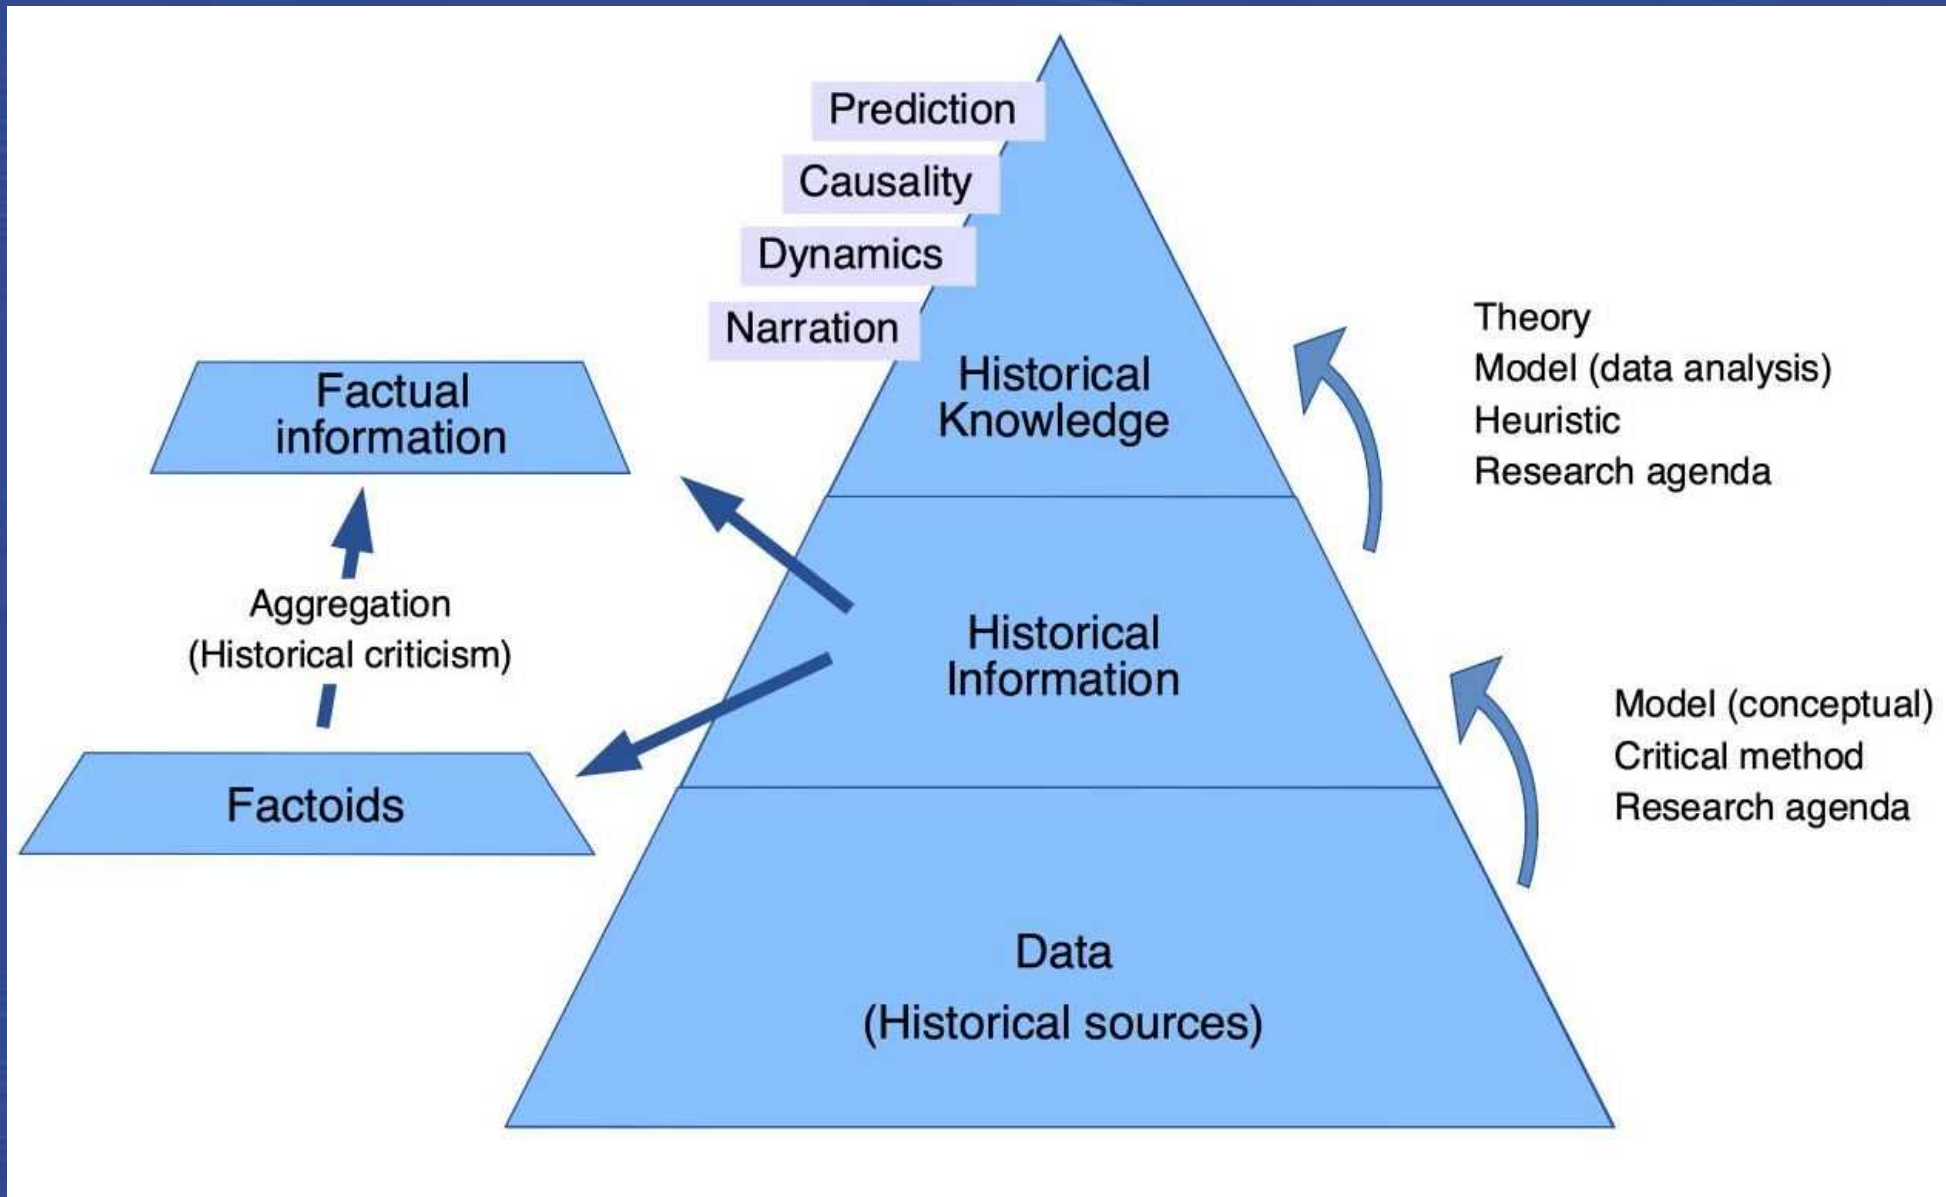 Prediction
Causality
Dynamics
Narration
Historical
Knowledge
Theory
Model (data analysis)
Heuristic
Research agenda
Factual
information
Aggregation
(Historical criticism)
Factoids
Historical
Information
Model (conceptual)
Critical method
Research agenda
Data
(Historical sources)